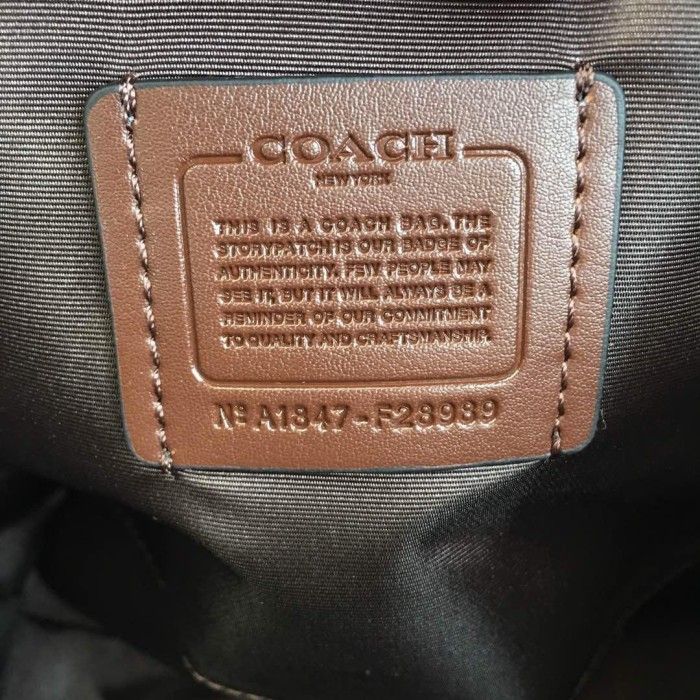 COACH
NEW YORK
THIS IS A COACH BAG. THE
STORYPATCH IS OUR BADGE OF
AUTHENTICITY. FEW PEOPLE MAY
SEE IT, BUT IT WILL ALWAYS BE A
REMINDER OF OUR COMMITMENT
TO QUALITY AND CRAFTSMANSHIP.
Nº A1847-F28989